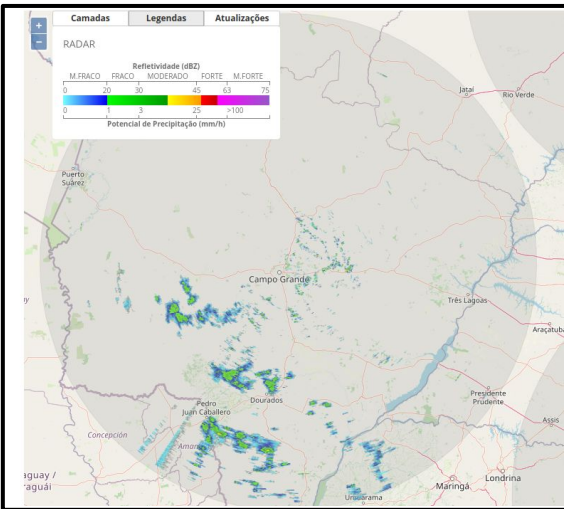 +
−
Camadas Legendas Atualizações
RADAR
Refletividade (dBZ)
M.FRACO FRACO MODERADO FORTE M.FORTE
0 20 30 45 63 75
0 1 3 25 >100
Potencial de Precipitação (mm/h)
Jataí
Rio Verde
Puerto
Suárez
Campo Grande
Três Lagoas
Araçatub
Presidente
Prudente
Dourados
Pedro
Juan Caballero
Assis
Concepción
Amam
aguay /
raguái
Londrina
Maringá
Umuarama